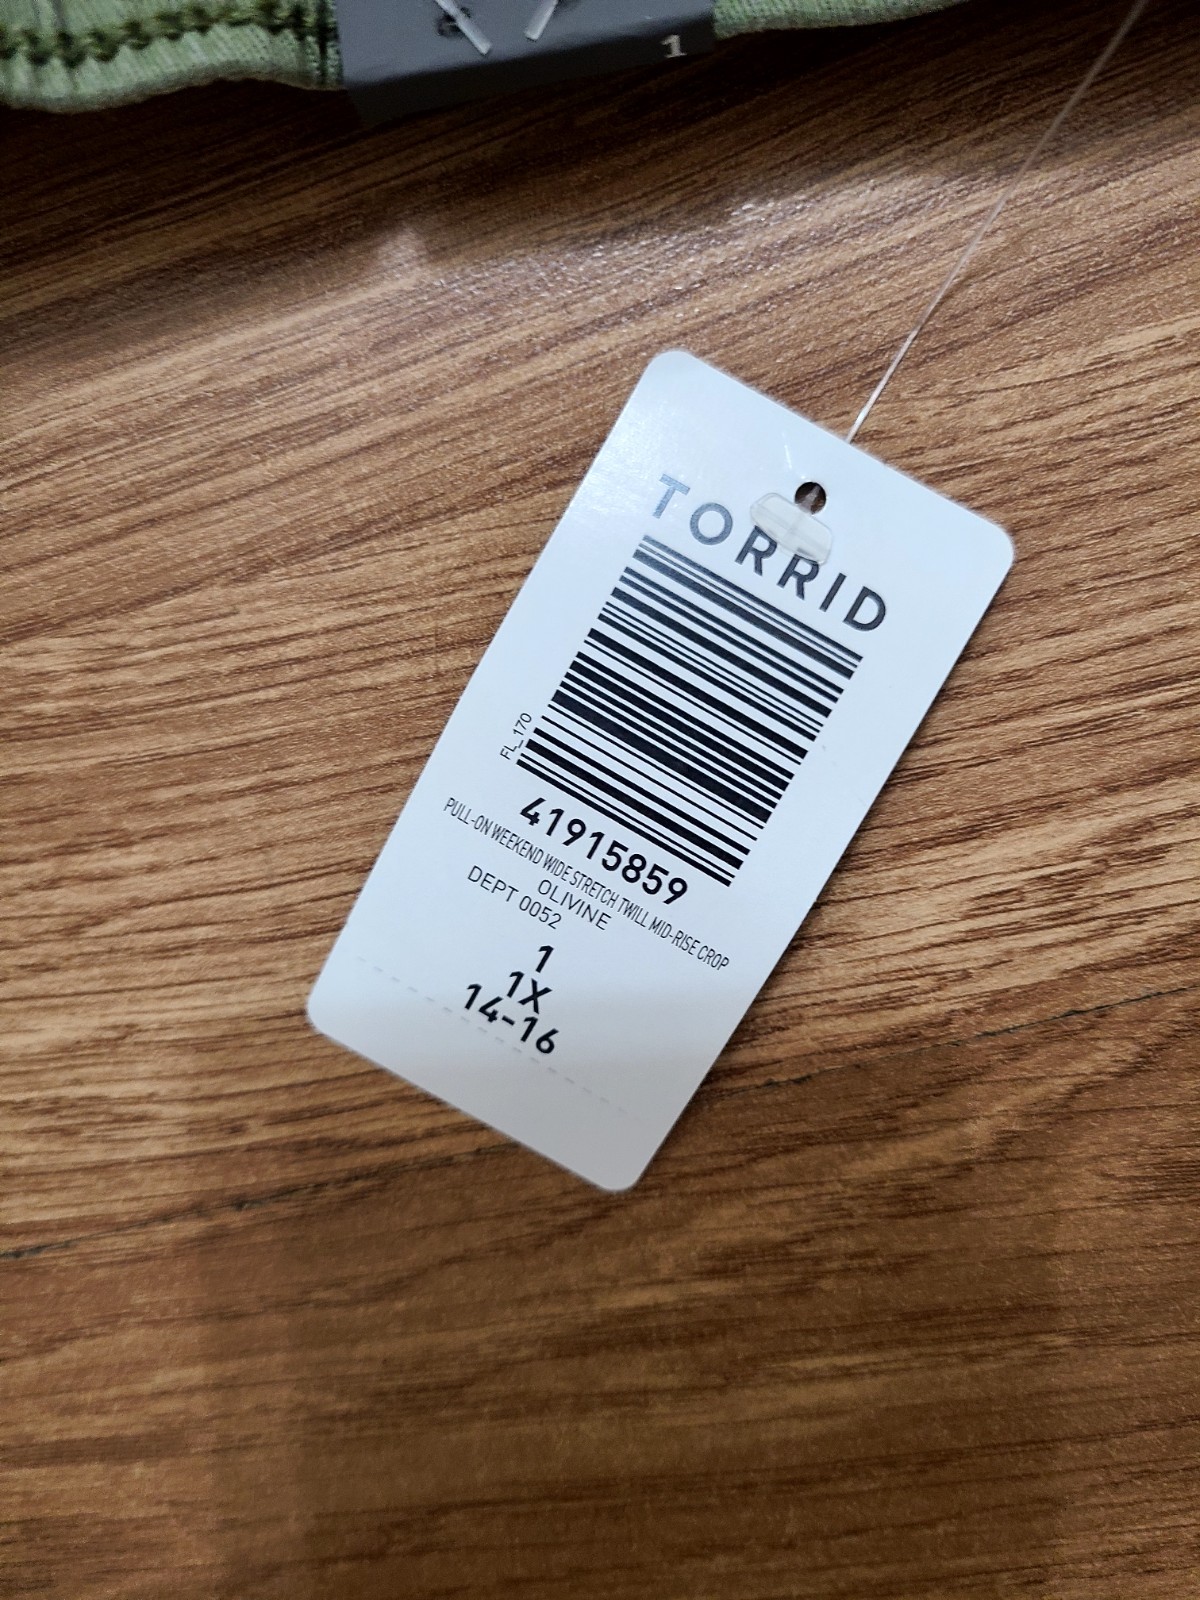 1
TORRID
FL_170
41915859
PULL-ON WEEKEND WIDE STRETCH TWILL MID-RISE CROP
OLIVINE
DEPT 0052
1
1X
14-16